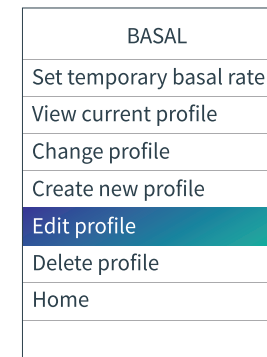 BASAL
Set temporary basal rate
View current profile
Change profile
Create new profile
Edit profile
Delete profile
Home